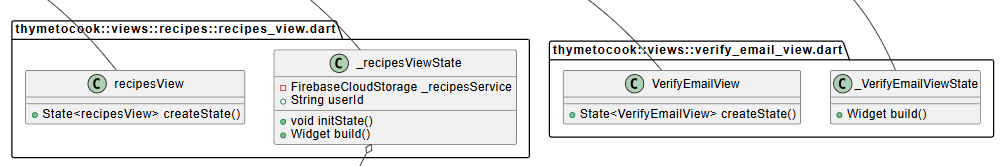 thymetocook::views::recipes::recipes_view.dart
C recipesView
State<recipesView> createState()
C _recipesViewState
FirebaseCloudStorage _recipesService
String userId
void initState()
Widget build()
thymetocook::views::verify_email_view.dart
C VerifyEmailView
State<VerifyEmailView> createState()
C _VerifyEmailViewState
Widget build()